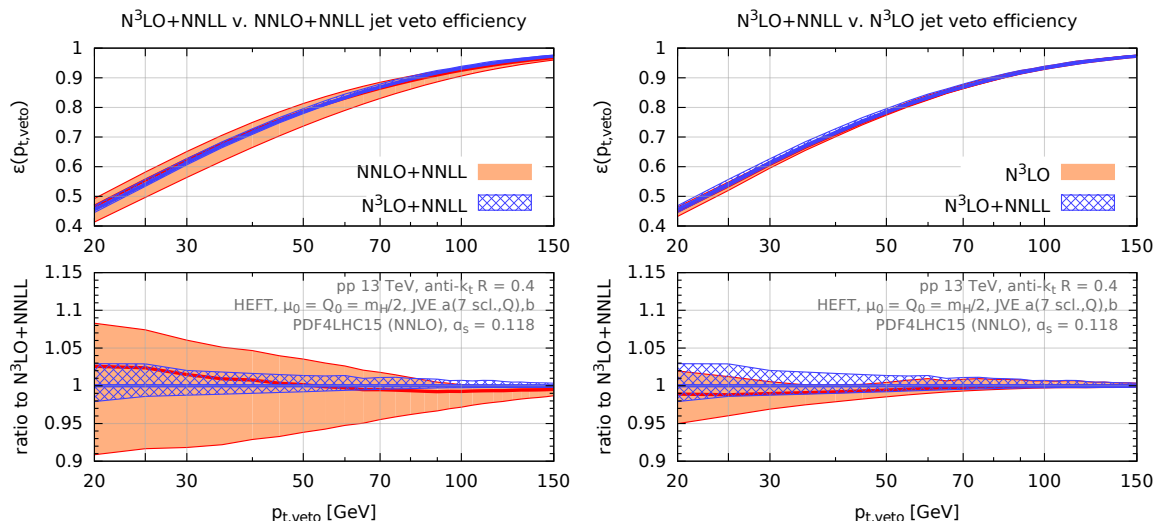 N³LO+NNLL v. NNLO+NNLL jet veto efficiency
ε(pt,veto)
1
0.9
0.8
0.7
0.6
0.5
0.4
NNLO+NNLL
N³LO+NNLL
20 30 50 70 100 150
ratio to N³LO+NNLL
1.15
1.1
1.05
1
0.95
0.9
pp 13 TeV, anti-kt R = 0.4
HEFT, μ0 = Q0 = mH/2, JVE a(7 scl.,Q),b
PDF4LHC15 (NNLO), αs = 0.118
20 30 50 70 100 150
pt,veto [GeV]
N³LO+NNLL v. N³LO jet veto efficiency
ε(pt,veto)
1
0.9
0.8
0.7
0.6
0.5
0.4
N³LO
N³LO+NNLL
20 30 50 70 100 150
ratio to N³LO+NNLL
1.15
1.1
1.05
1
0.95
0.9
pp 13 TeV, anti-kt R = 0.4
HEFT, μ0 = Q0 = mH/2, JVE a(7 scl.,Q),b
PDF4LHC15 (NNLO), αs = 0.118
20 30 50 70 100 150
pt,veto [GeV]